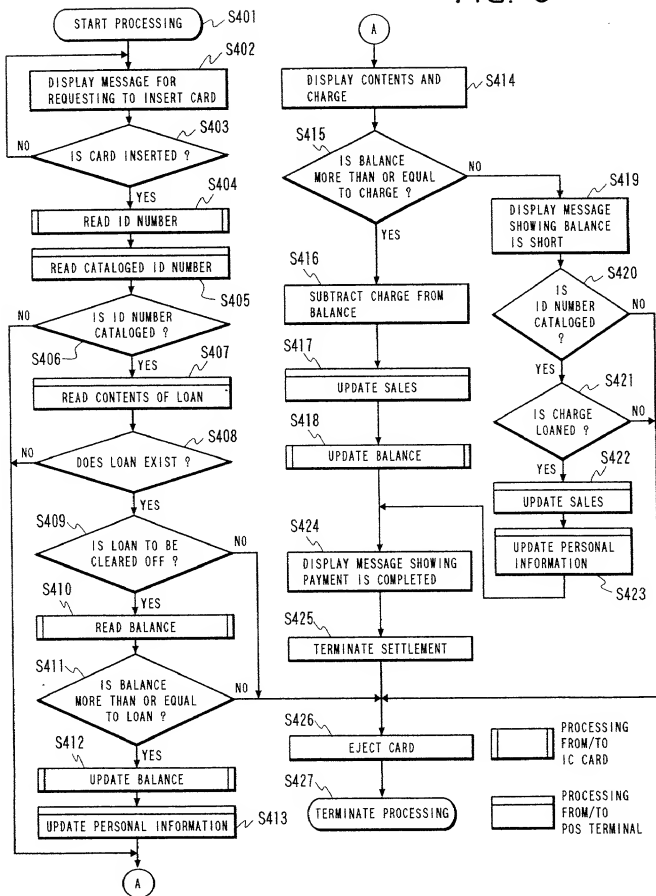 START PROCESSING
S401
S402
DISPLAY MESSAGE FOR
REQUESTING TO INSERT CARD
S403
NO
IS CARD INSERTED ?
YES
S404
READ ID NUMBER
READ CATALOGED ID NUMBER
S405
NO
IS ID NUMBER
CATALOGED ?
S406
YES
S407
READ CONTENTS OF LOAN
S408
NO
DOES LOAN EXIST ?
YES
S409
IS LOAN TO BE
CLEARED OFF ?
NO
YES
S410
READ BALANCE
S411
IS BALANCE
MORE THAN OR EQUAL
TO LOAN ?
NO
YES
S412
UPDATE BALANCE
UPDATE PERSONAL INFORMATION
S413
A
A
DISPLAY CONTENTS AND
CHARGE
S414
S415
IS BALANCE
MORE THAN OR EQUAL
TO CHARGE ?
NO
YES
S416
SUBTRACT CHARGE FROM
BALANCE
S417
UPDATE SALES
S418
UPDATE BALANCE
S424
DISPLAY MESSAGE SHOWING
PAYMENT IS COMPLETED
S425
TERMINATE SETTLEMENT
S426
EJECT CARD
S427
TERMINATE PROCESSING
S419
DISPLAY MESSAGE
SHOWING BALANCE
IS SHORT
S420
IS
ID NUMBER
CATALOGED
?
NO
YES
S421
IS CHARGE
LOANED ?
NO
YES
S422
UPDATE SALES
UPDATE PERSONAL
INFORMATION
S423
PROCESSING
FROM/TO
IC CARD
PROCESSING
FROM/TO
POS TERMINAL